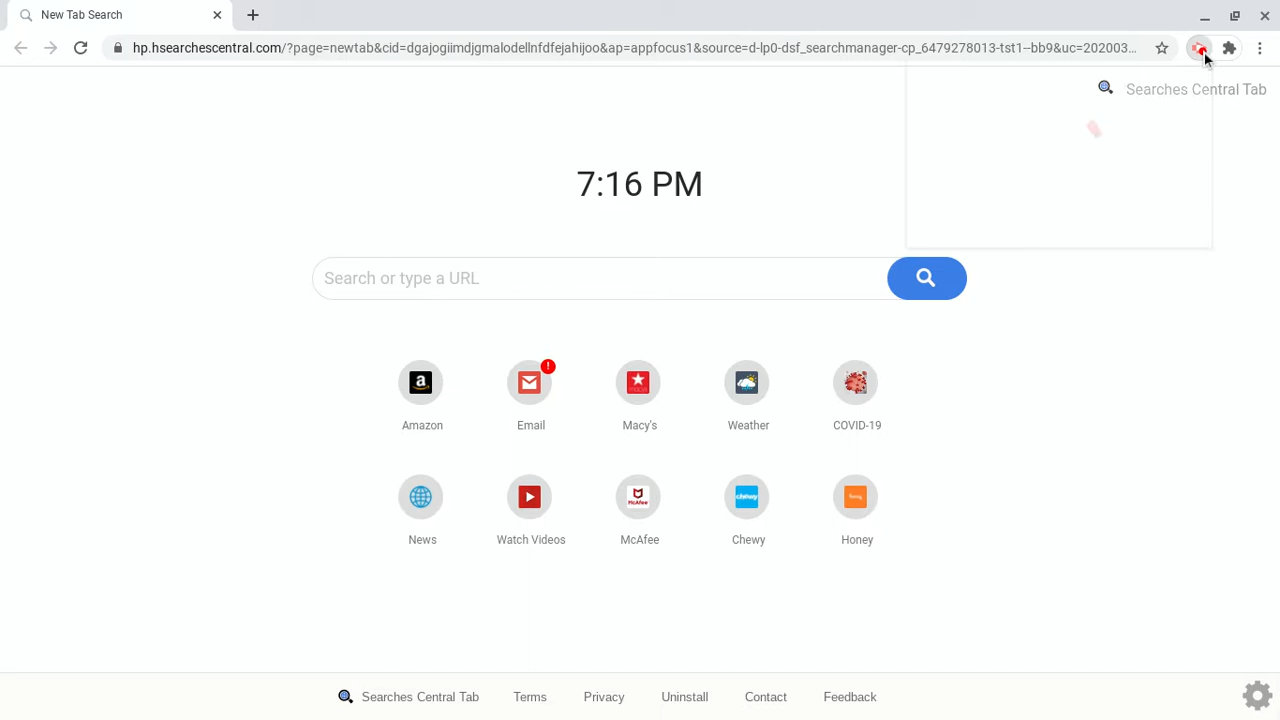 New Tab Search
hp.hsearchescentral.com/?page=newtab&cid=dgajogiimdjgmalodellnfdfejahijoo&ap=appfocus1&source=d-lp0-dsf_searchmanager-cp_6479278013-tst1--bb9&uc=202003...
Searches Central Tab
7:16 PM
Search or type a URL
a
!
Amazon
Email
Macy's
Weather
COVID-19
McAfee
chewy
News
Watch Videos
McAfee
Chewy
Honey
Searches Central Tab
Terms
Privacy
Uninstall
Contact
Feedback